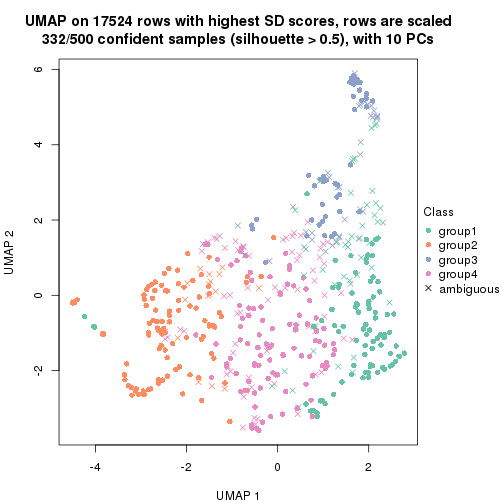 UMAP on 17524 rows with highest SD scores, rows are scaled
332/500 confident samples (silhouette > 0.5), with 10 PCs
6
4
2
0
-2
UMAP 2
-4
-2
0
2
UMAP 1
Class
group1
group2
group3
group4
ambiguous